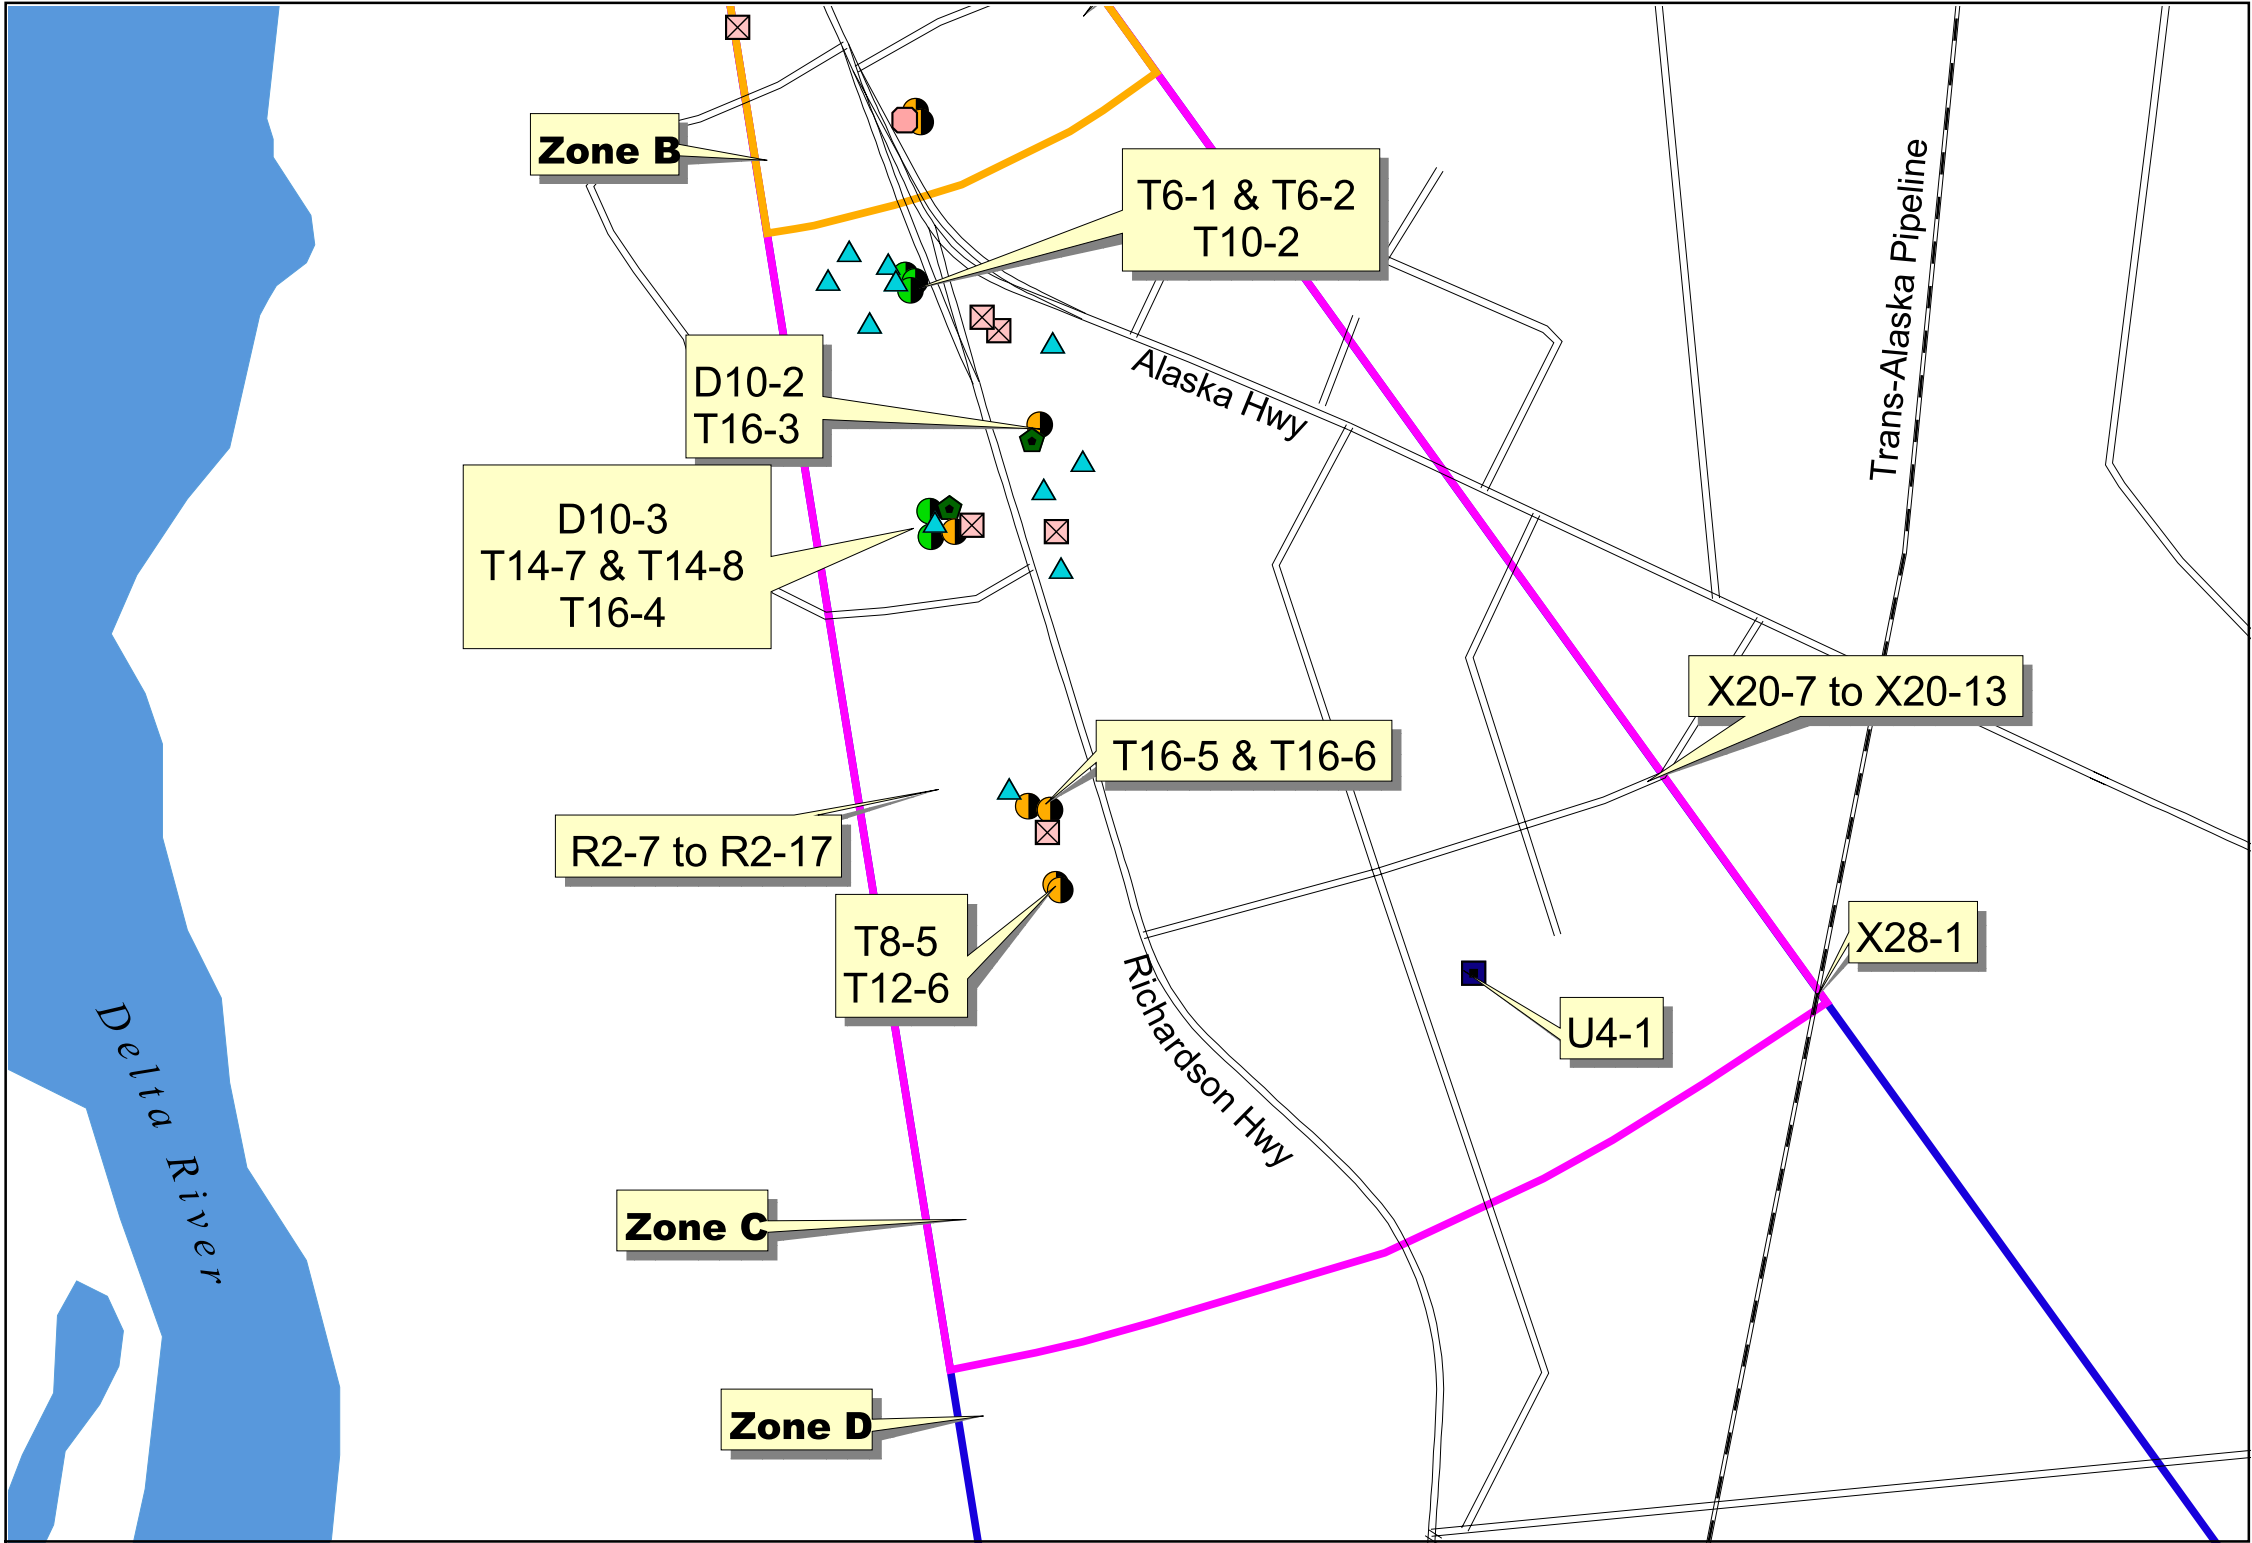 Zone B
T6-1 & T6-2
T10-2
Trans-Alaska Pipeline
Alaska Hwy
D10-2
T16-3
D10-3
T14-7 & T14-8
T16-4
X20-7 to X20-13
T16-5 & T16-6
R2-7 to R2-17
T8-5
T12-6
X28-1
U4-1
Richardson Hwy
Delta River
Zone C
Zone D